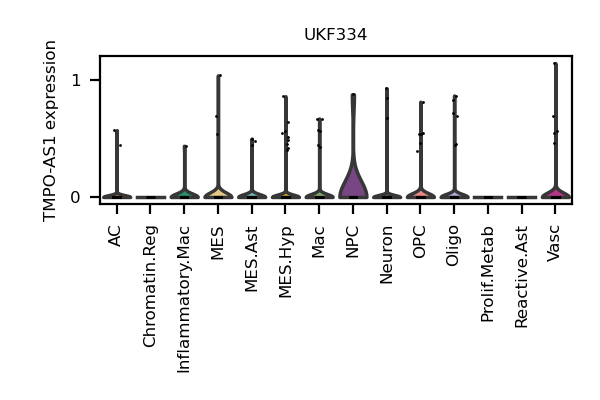 UKF334
TMPO-AS1 expression
1
0
AC
Chromatin.Reg
Inflammatory.Mac
MES
MES.Ast
MES.Hyp
Mac
NPC
Neuron
OPC
Oligo
Prolif.Metab
Reactive.Ast
Vasc